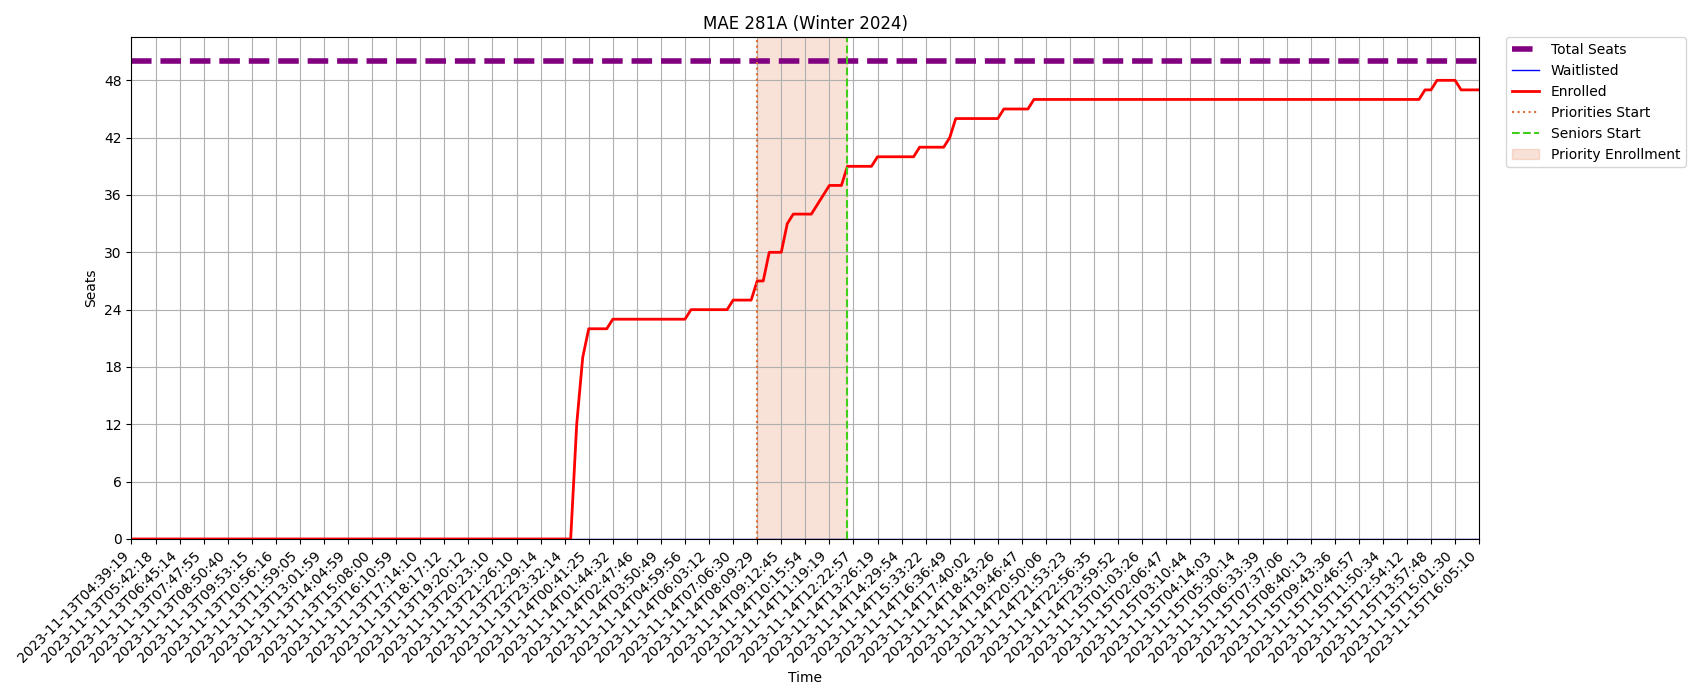 MAE 281A (Winter 2024)
Total Seats
Waitlisted
Enrolled
Priorities Start
Seniors Start
Priority Enrollment
Seats
48
42
36
30
24
18
12
6
0
2023-11-13T04:39:19
2023-11-13T05:42:18
2023-11-13T06:45:14
2023-11-13T07:47:55
2023-11-13T08:50:40
2023-11-13T09:53:15
2023-11-13T10:56:16
2023-11-13T11:59:05
2023-11-13T13:01:59
2023-11-13T14:04:59
2023-11-13T15:08:00
2023-11-13T16:10:59
2023-11-13T17:14:10
2023-11-13T18:17:12
2023-11-13T19:20:12
2023-11-13T20:23:10
2023-11-13T21:26:10
2023-11-13T22:29:14
2023-11-13T23:32:14
2023-11-14T00:41:25
2023-11-14T01:44:32
2023-11-14T02:47:46
2023-11-14T03:50:49
2023-11-14T04:59:56
2023-11-14T06:03:12
2023-11-14T07:06:30
2023-11-14T08:09:29
2023-11-14T09:12:45
2023-11-14T10:15:54
2023-11-14T11:19:19
2023-11-14T12:22:57
2023-11-14T13:26:19
2023-11-14T14:29:54
2023-11-14T15:33:22
2023-11-14T16:36:49
2023-11-14T17:40:02
2023-11-14T18:43:26
2023-11-14T19:46:47
2023-11-14T20:50:06
2023-11-14T21:53:23
2023-11-14T22:56:35
2023-11-14T23:59:52
2023-11-15T01:03:26
2023-11-15T02:06:47
2023-11-15T03:10:44
2023-11-15T04:14:03
2023-11-15T05:30:14
2023-11-15T06:33:39
2023-11-15T07:37:06
2023-11-15T08:40:13
2023-11-15T09:43:36
2023-11-15T10:46:57
2023-11-15T11:50:34
2023-11-15T12:54:12
2023-11-15T13:57:48
2023-11-15T15:01:30
2023-11-15T16:05:10
Time